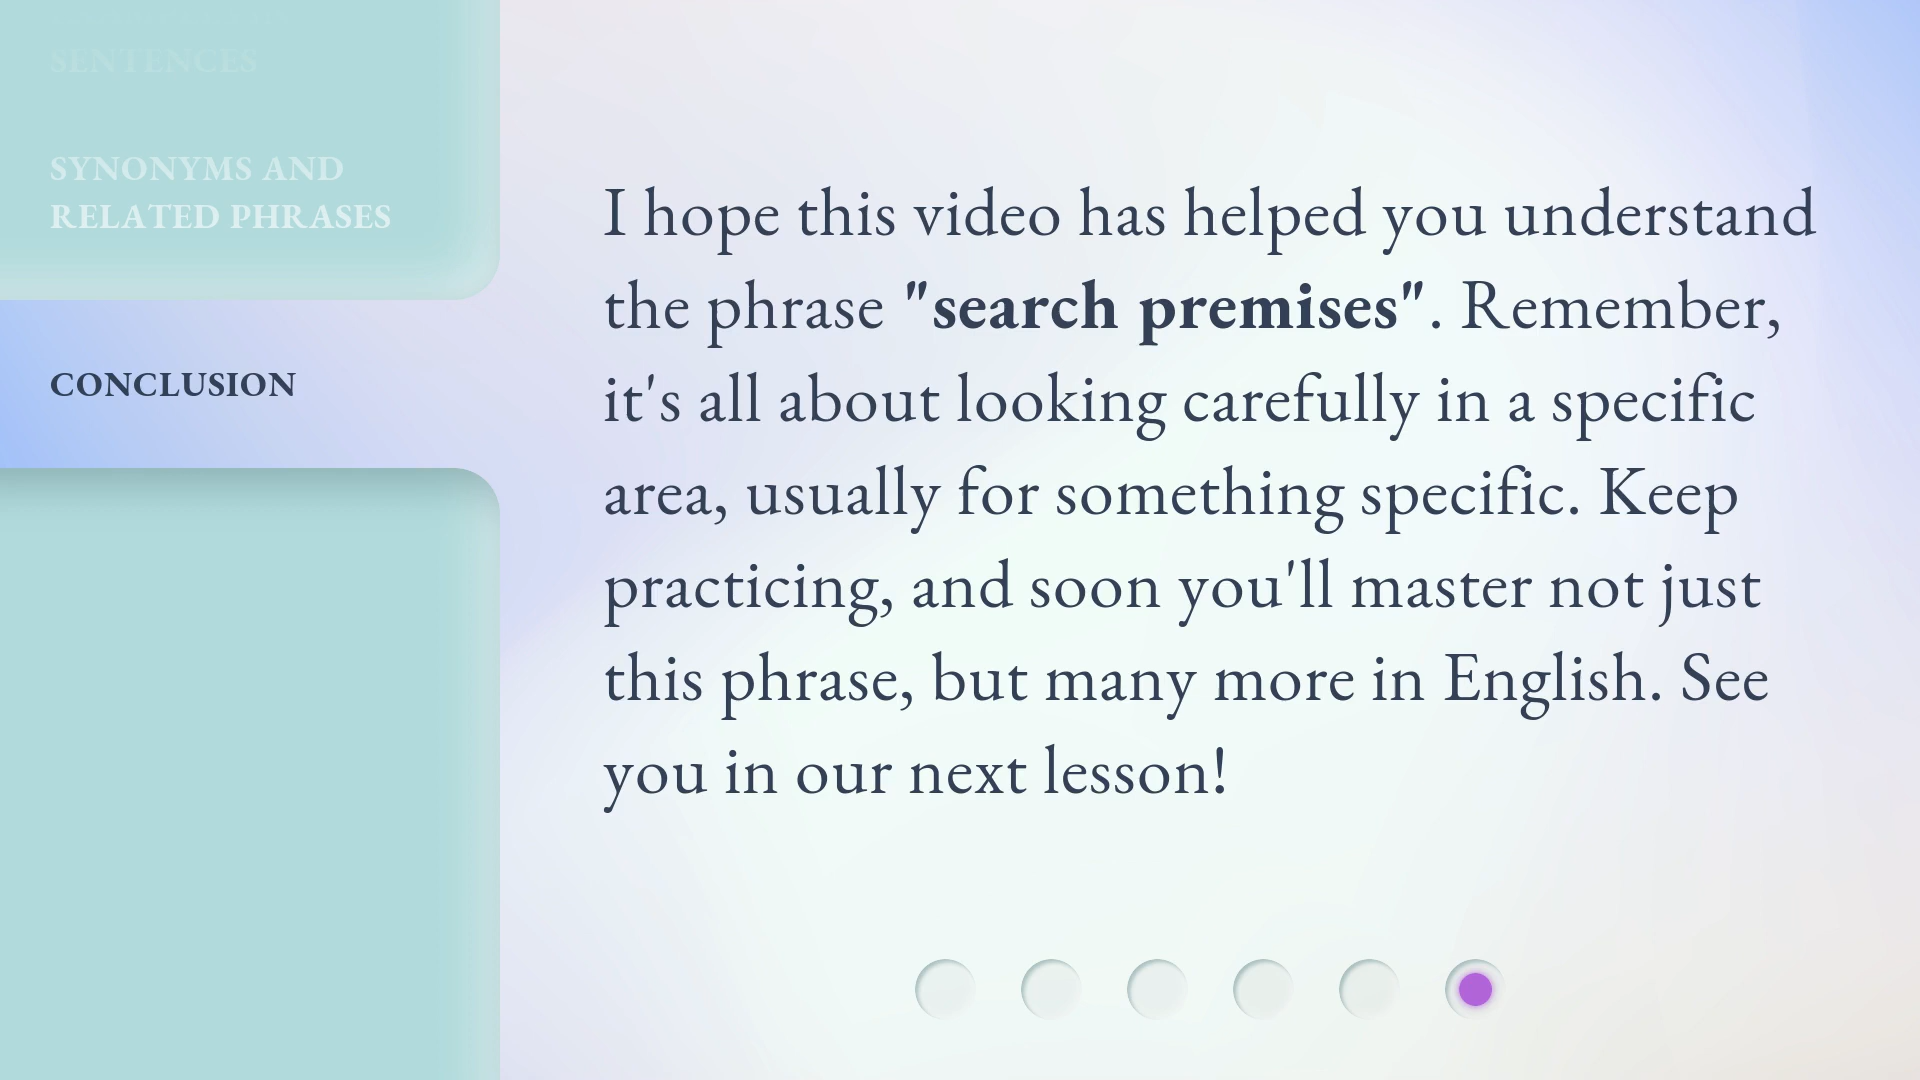 SENTENCES
SYNONYMS AND
RELATED PHRASES
CONCLUSION
I hope this video has helped you understand
the phrase "search premises". Remember,
it's all about looking carefully in a specific
area, usually for something specific. Keep
practicing, and soon you'll master not just
this phrase, but many more in English. See
you in our next lesson!